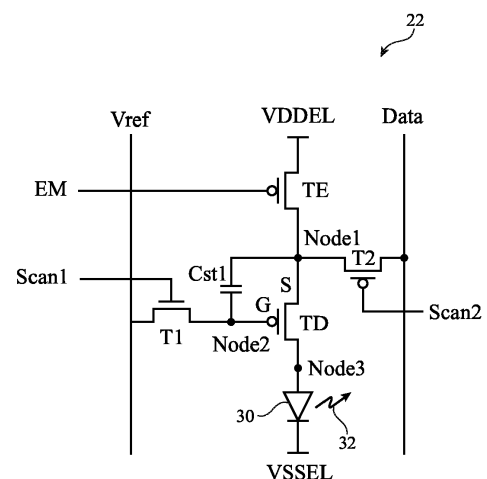 22
VDDEL
Vref
Data
EM
TE
Node1
T2
Scan1
Cst1
S
G
TD
Scan2
T1
Node2
Node3
30
32
VSSEL